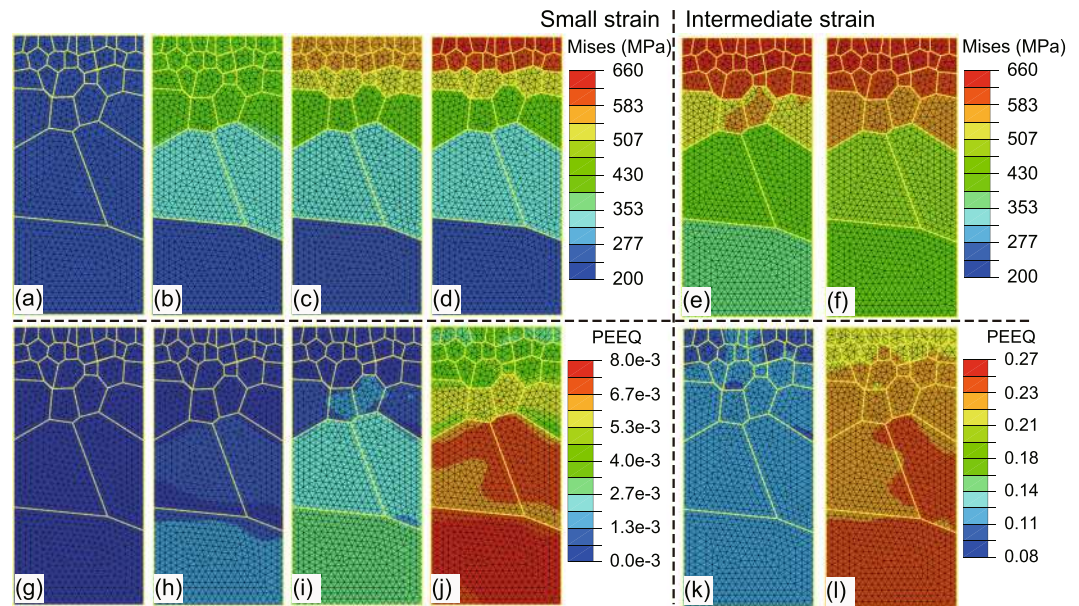 Small strain
Intermediate strain
Mises (MPa)
660
583
507
430
353
277
200
Mises (MPa)
660
583
507
430
353
277
200
(a)
(b)
(c)
(d)
(e)
(f)
PEEQ
8.0e-3
6.7e-3
5.3e-3
4.0e-3
2.7e-3
1.3e-3
0.0e-3
PEEQ
0.27
0.23
0.21
0.18
0.14
0.11
0.08
(g)
(h)
(i)
(j)
(k)
(l)